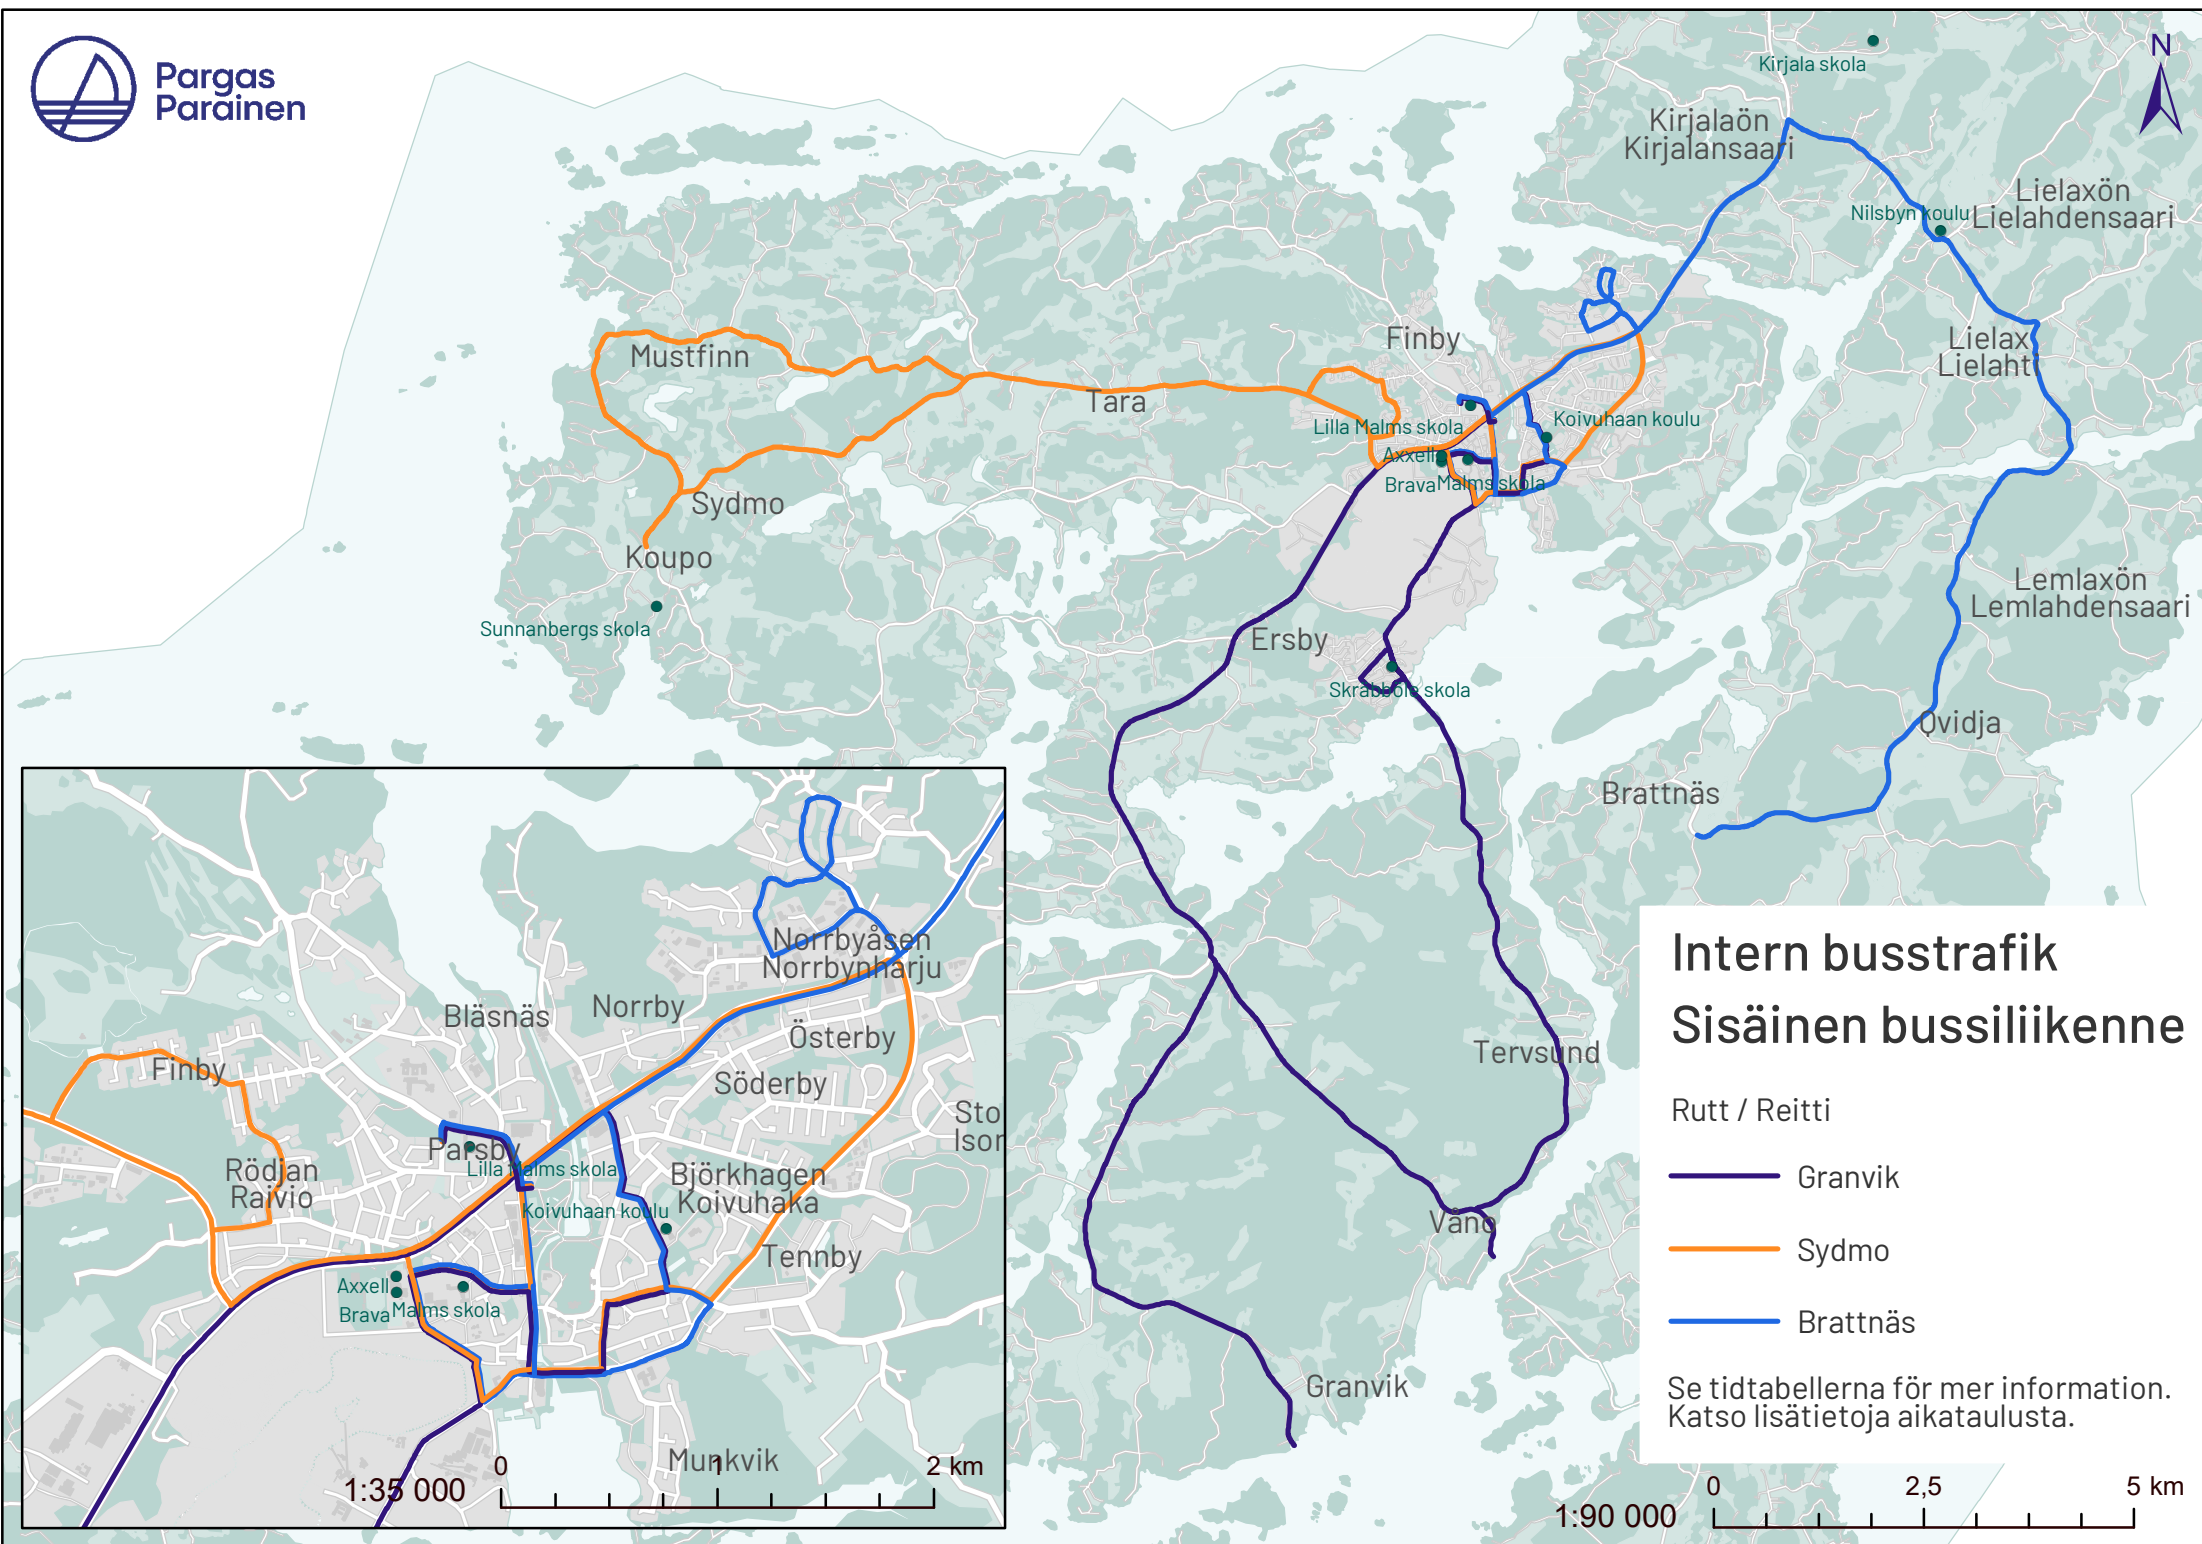 Pargas
Parainen
N
Kirjala skola
Kirjalaön
Kirjalansaari
Lielaxön
Lielahdensaari
Nilsbyn koulu
Lielax
Lielahti
Finby
Mustfinn
Tara
Lilla Malms skola
Koivuhaan koulu
Axxell
Brava
Malms skola
Sydmo
Koupo
Sunnanbergs skola
Ersby
Skräbböle skola
Lemlaxön
Lemlahdensaari
Qvidja
Brattnäs
Tervsund
Vånö
Granvik
Norrbyåsen
Norrbynharju
Bläsnäs
Norrby
Österby
Finby
Söderby
Sto
Isor
Parsby
Lilla Malms skola
Rödjan
Raivio
Björkhagen
Koivuhaka
Koivuhaan koulu
Tennby
Axxell
Brava
Malms skola
Munkvik
1:35 000
0 1 2 km
Intern busstrafik
Sisäinen bussiliikenne
Rutt / Reitti
Granvik
Sydmo
Brattnäs
Se tidtabellerna för mer information.
Katso lisätietoja aikataulusta.
1:90 000
0 2,5 5 km